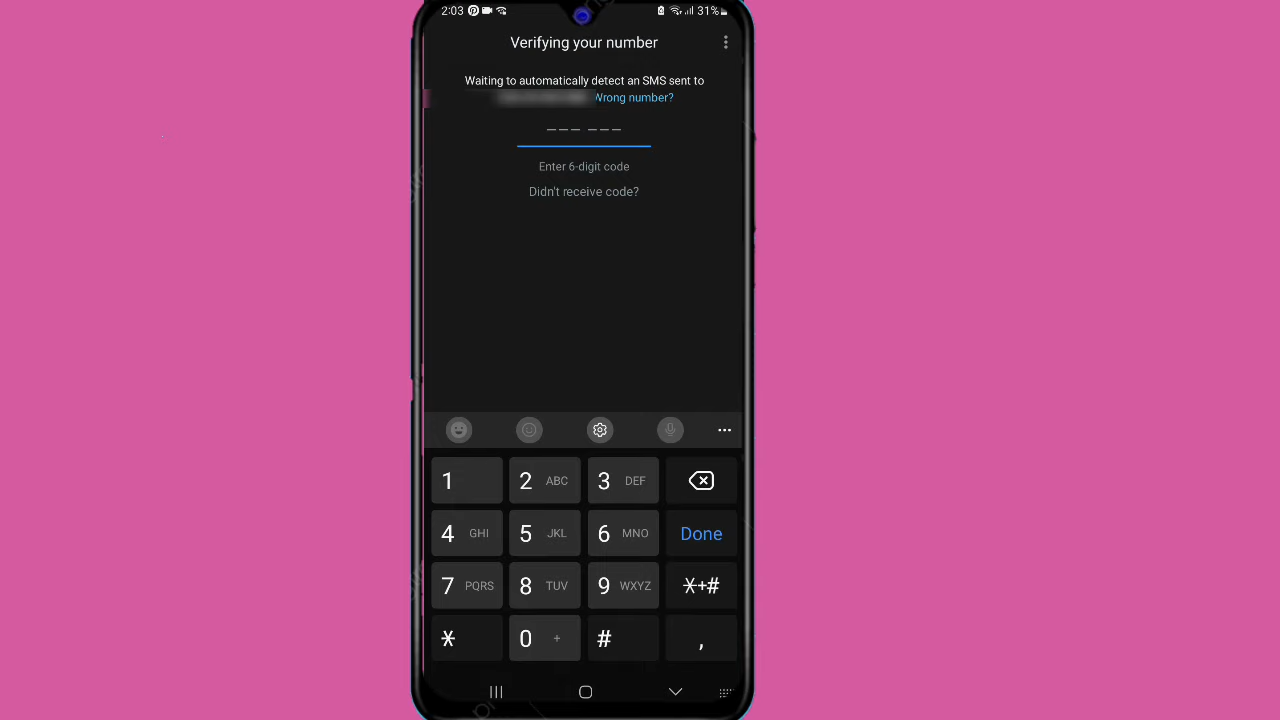 2:03 31%
Verifying your number
Waiting to automatically detect an SMS sent to
Wrong number?
Enter 6-digit code
Didn't receive code?
1 2 ABC 3 DEF
4 GHI 5 JKL 6 MNO Done
7 PQRS 8 TUV 9 WXYZ *+#
* 0 + # ,